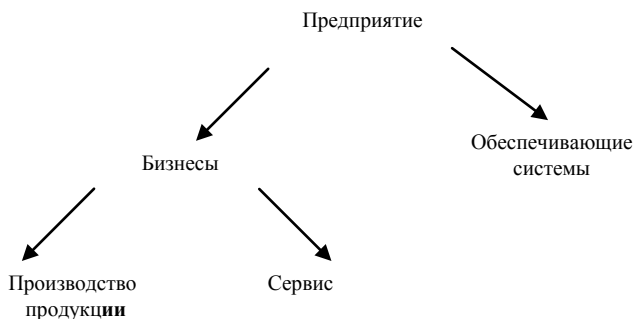 Предприятие
Обеспечивающие
системы
Бизнесы
Производство
продукции
Сервис